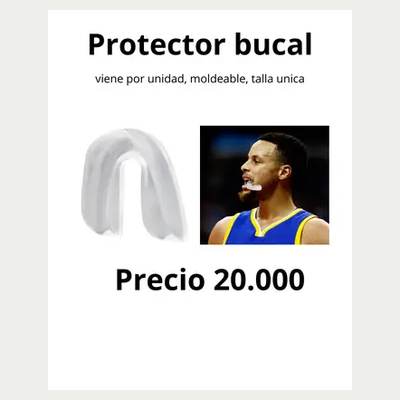 Protector bucal
viene por unidad, moldeable, talla unica
Precio 20.000